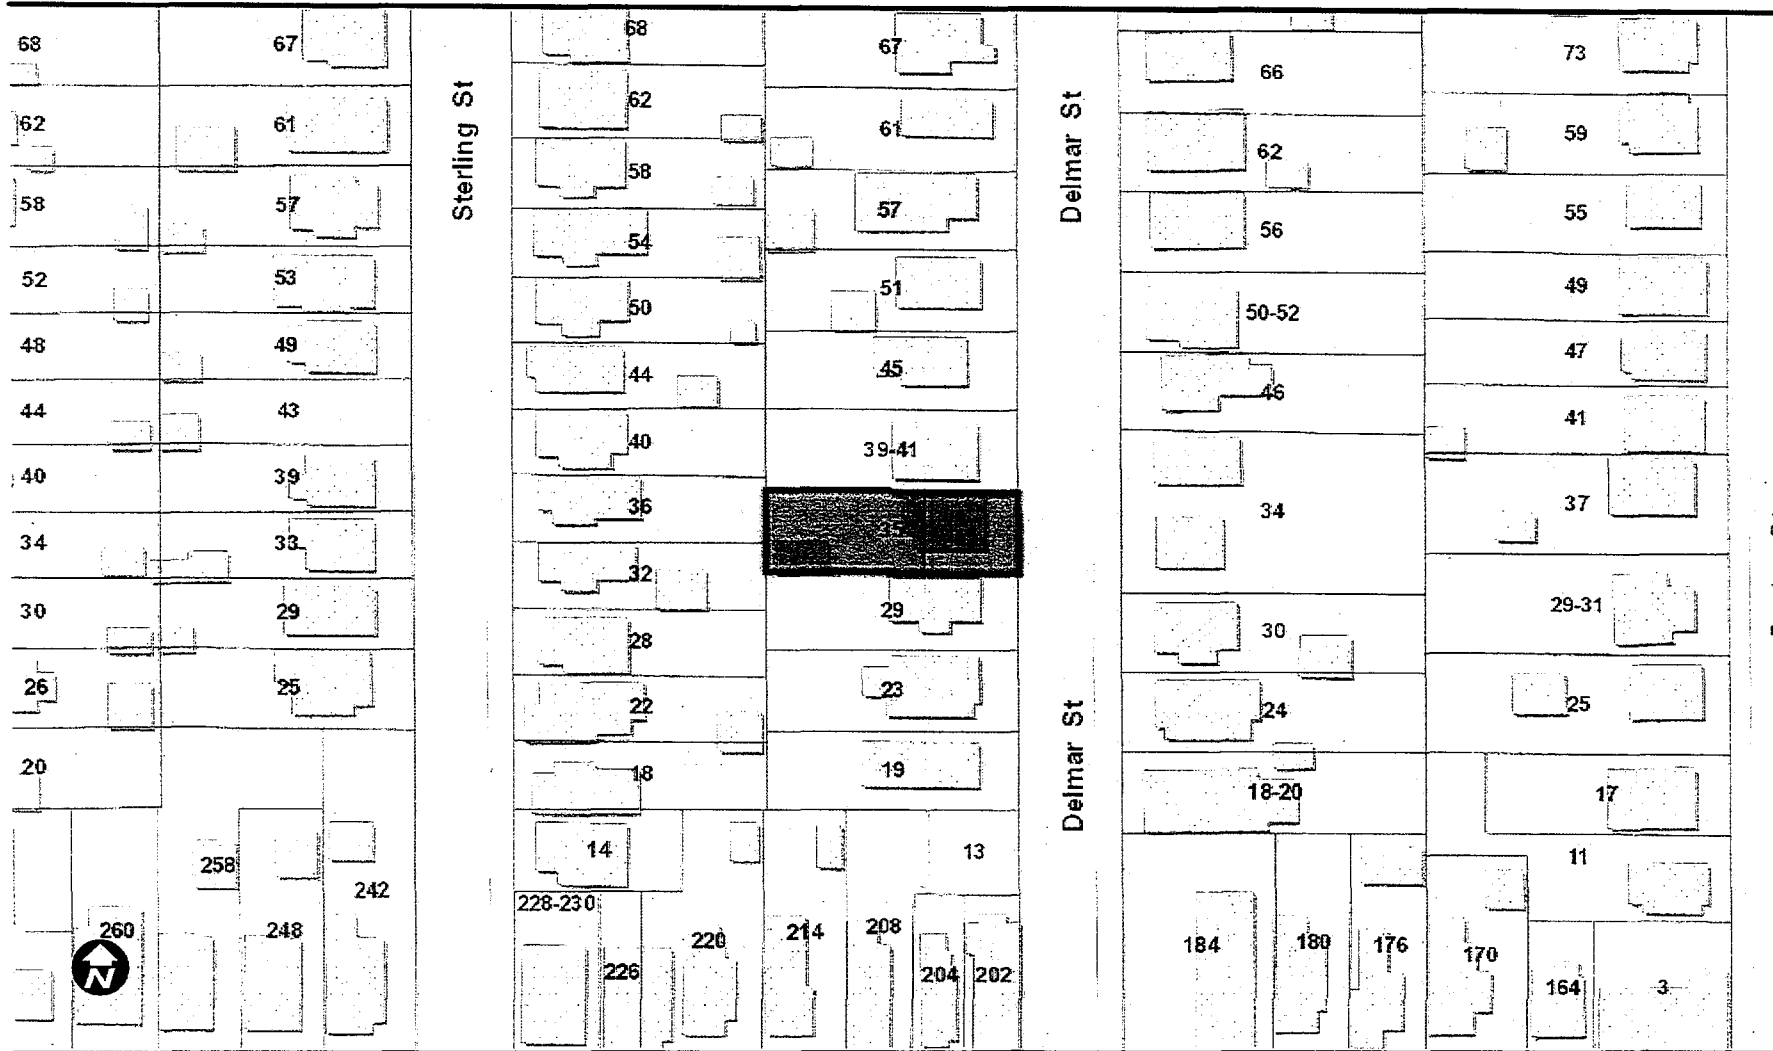 68 67 68 67 66 73
62 61 62 61 62 59
58 57 58 57 56 55
52 53 54 51 50-52 49
48 49 50 45 46 47
44 43 44 39-41 34 41
40 39 40 35 30 37
34 33 36 29 24 29-31
30 29 32 23 18-20 25
26 25 28 19 17
20 22 13 11
18
14
Sterling St
Delmar St
Delmar St
258 242 228-230
260 248 226 220 214 208 204 202 184 180 176 170 164 3
N